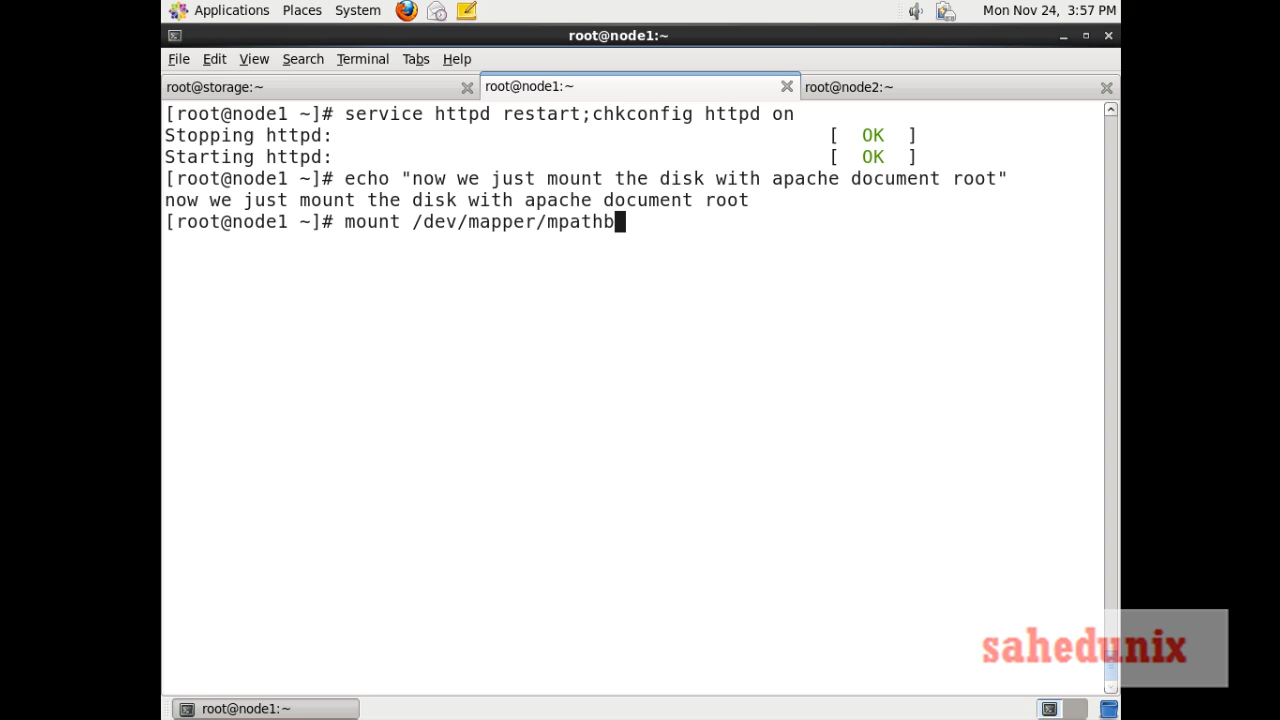 Applications Places System Mon Nov 24, 3:57 PM
root@node1:~
File Edit View Search Terminal Tabs Help
root@storage:~ root@node1:~ root@node2:~
[root@node1 ~]# service httpd restart;chkconfig httpd on
Stopping httpd: [ OK ]
Starting httpd: [ OK ]
[root@node1 ~]# echo "now we just mount the disk with apache document root"
now we just mount the disk with apache document root
[root@node1 ~]# mount /dev/mapper/mpathb
sahedunix
root@node1:~